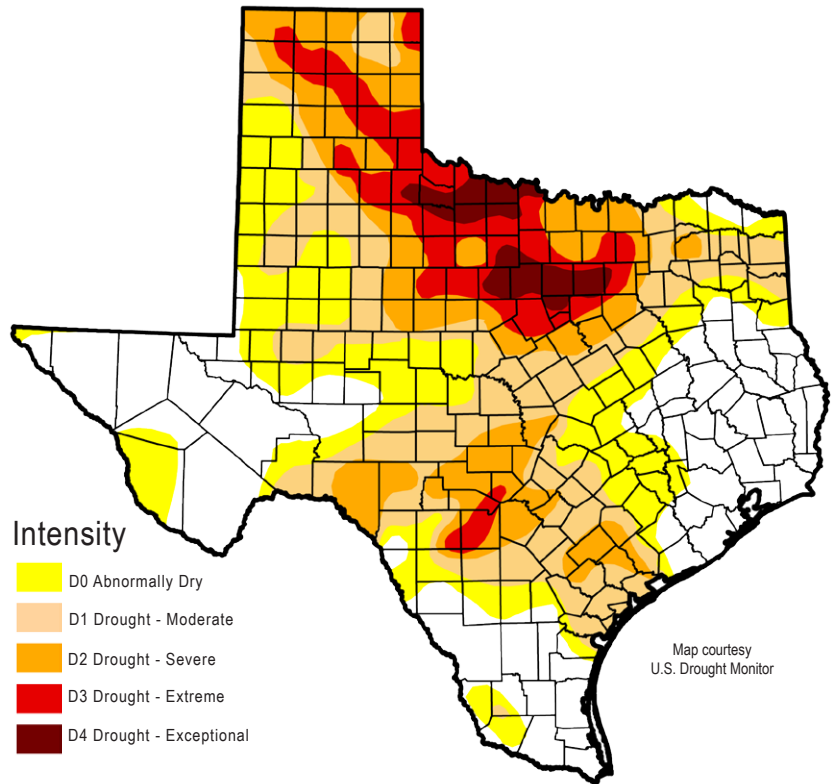 Intensity
D0 Abnormally Dry
D1 Drought - Moderate
D2 Drought - Severe
D3 Drought - Extreme
D4 Drought - Exceptional
Map courtesy
U.S. Drought Monitor